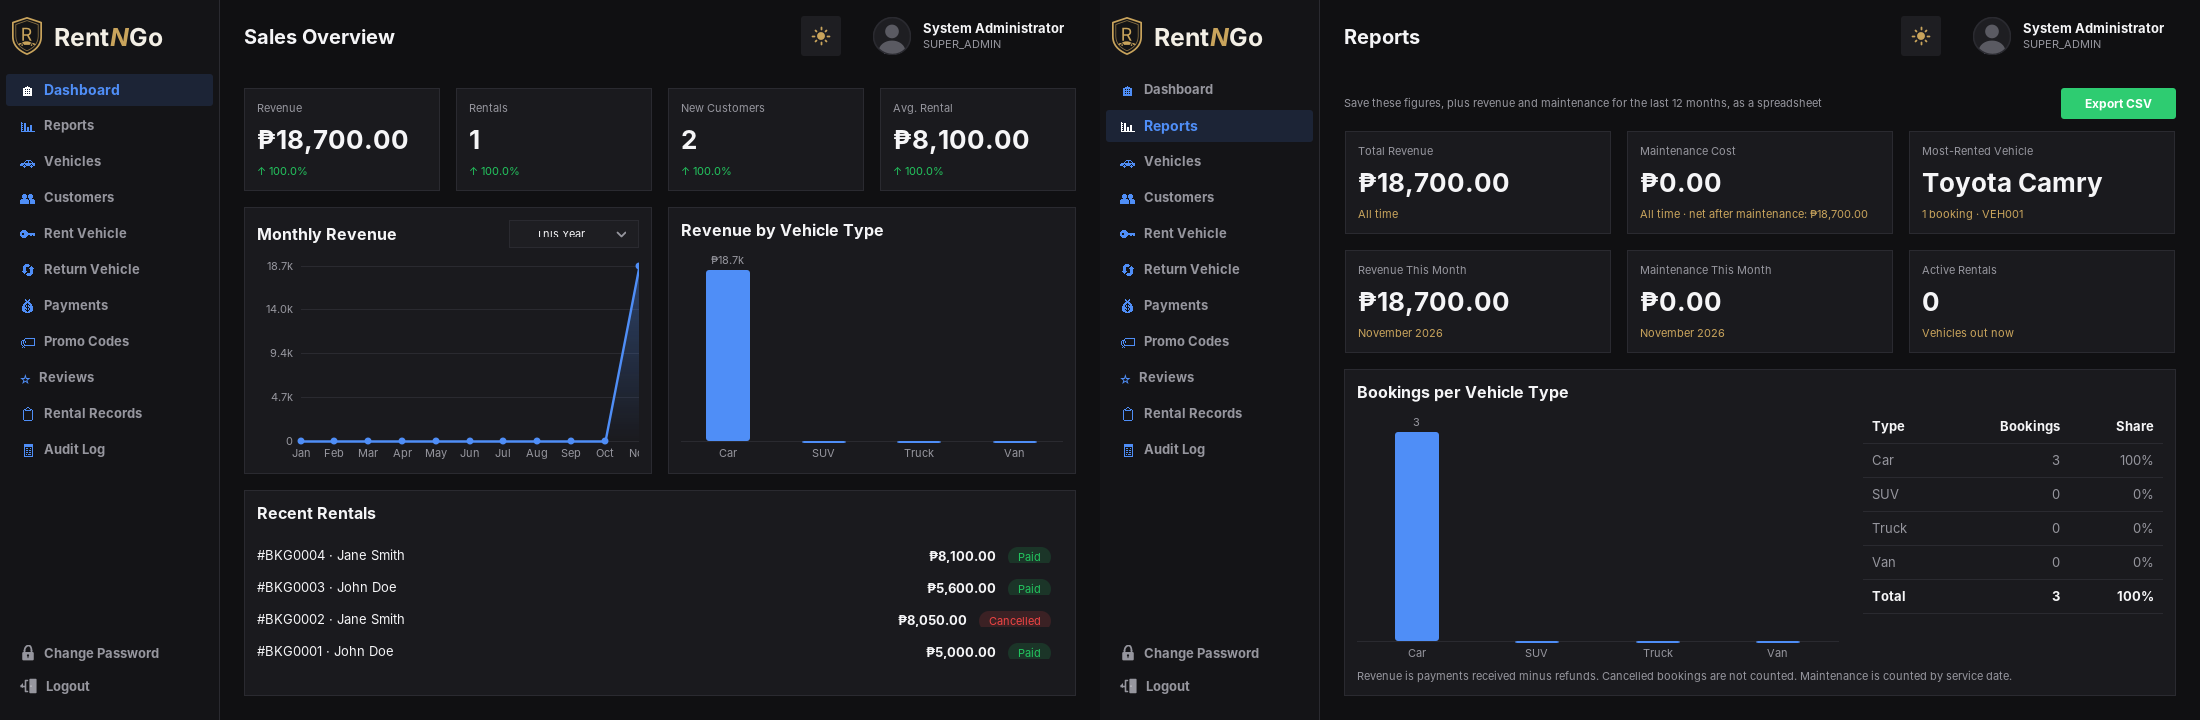 RentNGo
Dashboard
Reports
Vehicles
Customers
Rent Vehicle
Return Vehicle
Payments
Promo Codes
Reviews
Rental Records
Audit Log
Change Password
Logout
Sales Overview
System Administrator
SUPER_ADMIN
Revenue
₱18,700.00
↑ 100.0%
Rentals
1
↑ 100.0%
New Customers
2
↑ 100.0%
Avg. Rental
₱8,100.00
↑ 100.0%
Monthly Revenue
This Year
18.7k
14.0k
9.4k
4.7k
0
Jan Feb Mar Apr May Jun Jul Aug Sep Oct
Revenue by Vehicle Type
₱18.7k
Car SUV Truck Van
Recent Rentals
#BKG0004 · Jane Smith ₱8,100.00 Paid
#BKG0003 · John Doe ₱5,600.00 Paid
#BKG0002 · Jane Smith ₱8,050.00 Cancelled
#BKG0001 · John Doe ₱5,000.00 Paid
RentNGo
Dashboard
Reports
Vehicles
Customers
Rent Vehicle
Return Vehicle
Payments
Promo Codes
Reviews
Rental Records
Audit Log
Change Password
Logout
Reports
System Administrator
SUPER_ADMIN
Save these figures, plus revenue and maintenance for the last 12 months, as a spreadsheet
Export CSV
Total Revenue
₱18,700.00
All time
Maintenance Cost
₱0.00
All time · net after maintenance: ₱18,700.00
Most-Rented Vehicle
Toyota Camry
1 booking · VEH001
Revenue This Month
₱18,700.00
November 2026
Maintenance This Month
₱0.00
November 2026
Active Rentals
0
Vehicles out now
Bookings per Vehicle Type
3
Car SUV Truck Van
Type Bookings Share
Car 3 100%
SUV 0 0%
Truck 0 0%
Van 0 0%
Total 3 100%
Revenue is payments received minus refunds. Cancelled bookings are not counted. Maintenance is counted by service date.